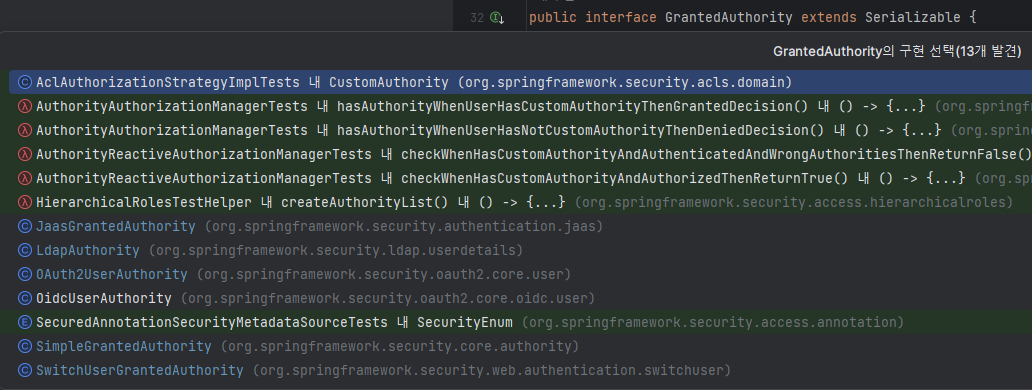 32 public interface GrantedAuthority extends Serializable {
GrantedAuthority의 구현 선택(13개 발견)
AclAuthorizationStrategyImplTests 내 CustomAuthority (org.springframework.security.acls.domain)
AuthorityAuthorizationManagerTests 내 hasAuthorityWhenUserHasCustomAuthorityThenGrantedDecision() 내 () -> {...} (org.springfr
AuthorityAuthorizationManagerTests 내 hasAuthorityWhenUserHasNotCustomAuthorityThenDeniedDecision() 내 () -> {...} (org.sprin
AuthorityReactiveAuthorizationManagerTests 내 checkWhenHasCustomAuthorityAndAuthenticatedAndWrongAuthoritiesThenReturnFalse()
AuthorityReactiveAuthorizationManagerTests 내 checkWhenHasCustomAuthorityAndAuthorizedThenReturnTrue() 내 () -> {...} (org.sp
HierarchicalRolesTestHelper 내 createAuthorityList() 내 () -> {...} (org.springframework.security.access.hierarchicalroles)
JaasGrantedAuthority (org.springframework.security.authentication.jaas)
LdapAuthority (org.springframework.security.ldap.userdetails)
OAuth2UserAuthority (org.springframework.security.oauth2.core.user)
OidcUserAuthority (org.springframework.security.oauth2.core.oidc.user)
SecuredAnnotationSecurityMetadataSourceTests 내 SecurityEnum (org.springframework.security.access.annotation)
SimpleGrantedAuthority (org.springframework.security.core.authority)
SwitchUserGrantedAuthority (org.springframework.security.web.authentication.switchuser)